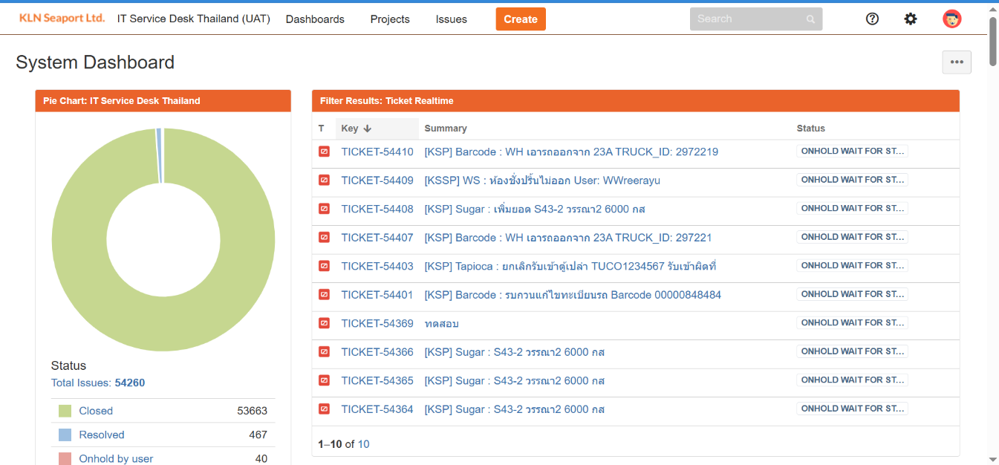 KLN Seaport Ltd. IT Service Desk Thailand (UAT) Dashboards Projects Issues Create Search
System Dashboard
Pie Chart: IT Service Desk Thailand
Status
Total Issues: 54260
Closed 53663
Resolved 467
Onhold by user 40
Filter Results: Ticket Realtime
T Key Summary Status
TICKET-54410 [KSP] Barcode : WH เอารถออกจาก 23A TRUCK_ID: 2972219 ONHOLD WAIT FOR ST...
TICKET-54409 [KSSP] WS : ห้องชั่งปริ้นไม่ออก User: WWreerayu ONHOLD WAIT FOR ST...
TICKET-54408 [KSP] Sugar : เพิ่มยอด S43-2 วรรณา2 6000 กส ONHOLD WAIT FOR ST...
TICKET-54407 [KSP] Barcode : WH เอารถออกจาก 23A TRUCK_ID: 297221 ONHOLD WAIT FOR ST...
TICKET-54403 [KSP] Tapioca : ยกเลิกรับเข้าตู้เปล่า TUCO1234567 รับเข้าผิดที่ ONHOLD WAIT FOR ST...
TICKET-54401 [KSP] Barcode : รบกวนแก้ไขทะเบียนรถ Barcode 00000848484 ONHOLD WAIT FOR ST...
TICKET-54369 ทดสอบ ONHOLD WAIT FOR ST...
TICKET-54366 [KSP] Sugar : S43-2 วรรณา2 6000 กส ONHOLD WAIT FOR ST...
TICKET-54365 [KSP] Sugar : S43-2 วรรณา2 6000 กส ONHOLD WAIT FOR ST...
TICKET-54364 [KSP] Sugar : S43-2 วรรณา2 6000 กส ONHOLD WAIT FOR ST...
1–10 of 10